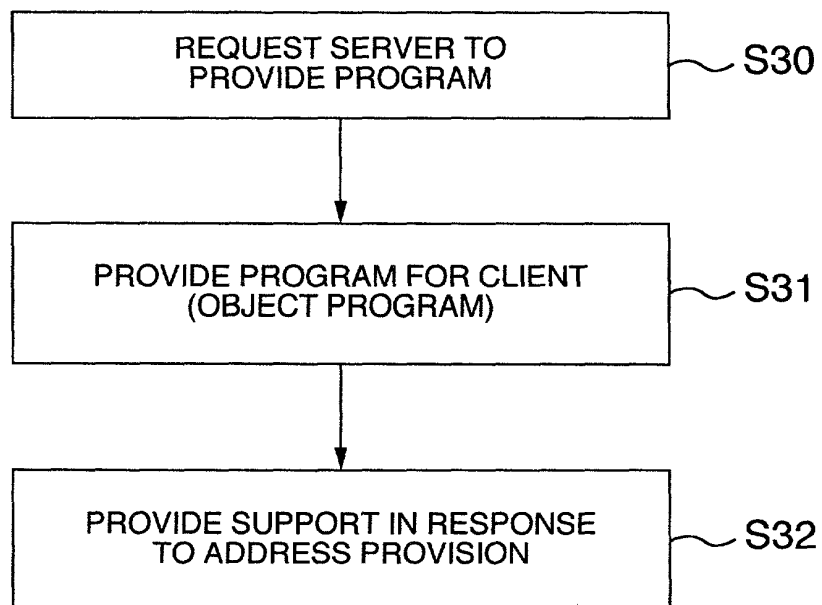 REQUEST SERVER TO
PROVIDE PROGRAM
S30
PROVIDE PROGRAM FOR CLIENT
(OBJECT PROGRAM)
S31
PROVIDE SUPPORT IN RESPONSE
TO ADDRESS PROVISION
S32